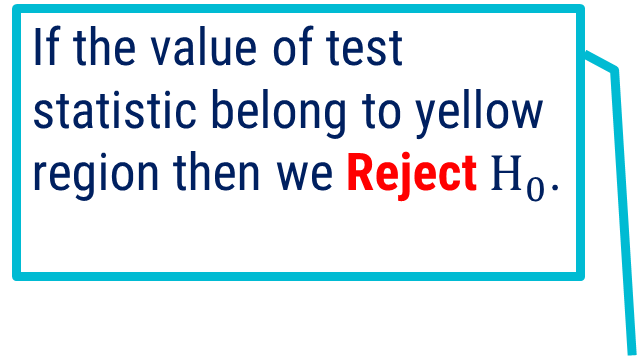 If the value of test
statistic belong to yellow
region then we Reject H₀.